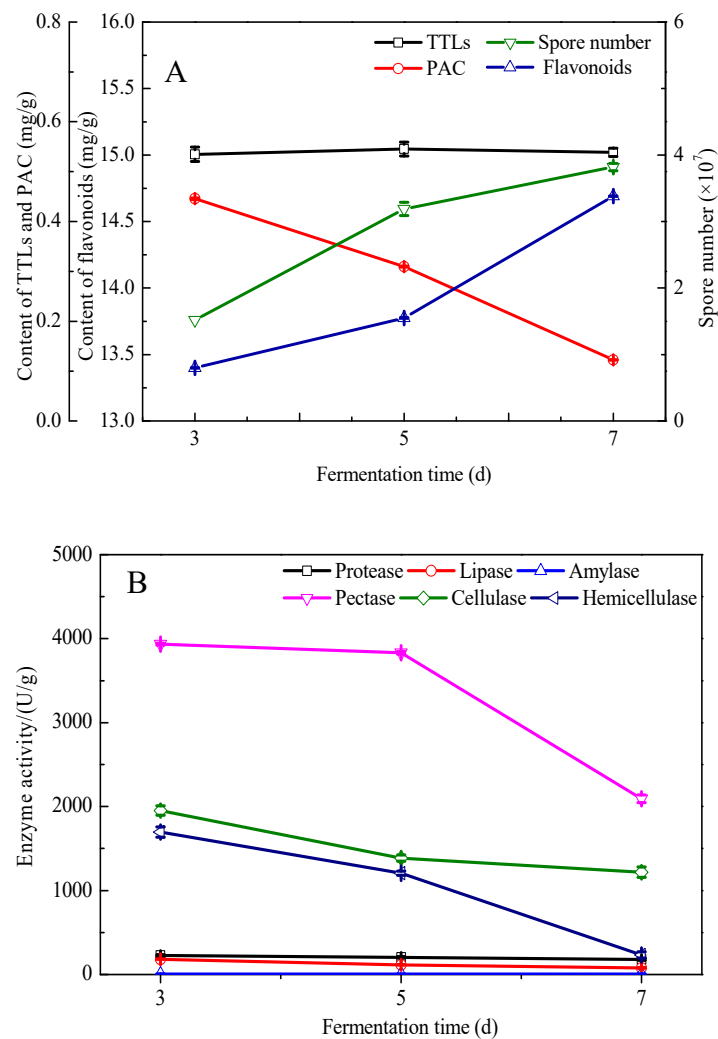 A
TTLs
Spore number
PAC
Flavonoids
Content of TTLs and PAC (mg/g)
0.8
0.6
0.4
0.2
0.0
Content of flavonoids (mg/g)
16.0
15.5
15.0
14.5
14.0
13.5
13.0
6
4
2
0
Spore number (×10⁷)
3
5
7
Fermentation time (d)
B
Protease
Lipase
Amylase
Pectase
Cellulase
Hemicellulase
Enzyme activity/(U/g)
5000
4000
3000
2000
1000
0
3
5
7
Fermentation time (d)